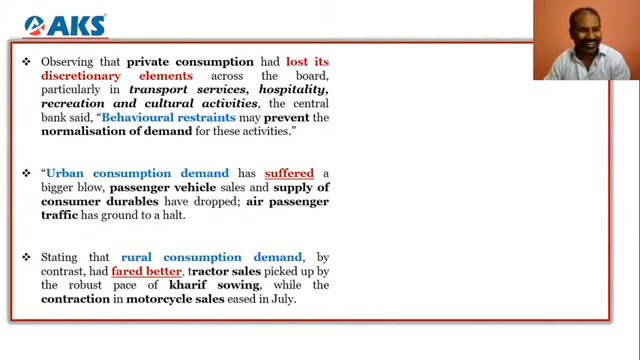 AKS
❖ Observing that private consumption had lost its
discretionary elements across the board,
particularly in transport services, hospitality,
recreation and cultural activities, the central
bank said, “Behavioural restraints may prevent the
normalisation of demand for these activities.”
❖ “Urban consumption demand has suffered a
bigger blow, passenger vehicle sales and supply of
consumer durables have dropped; air passenger
traffic has ground to a halt.
❖ Stating that rural consumption demand, by
contrast, had fared better, tractor sales picked up by
the robust pace of kharif sowing, while the
contraction in motorcycle sales eased in July.